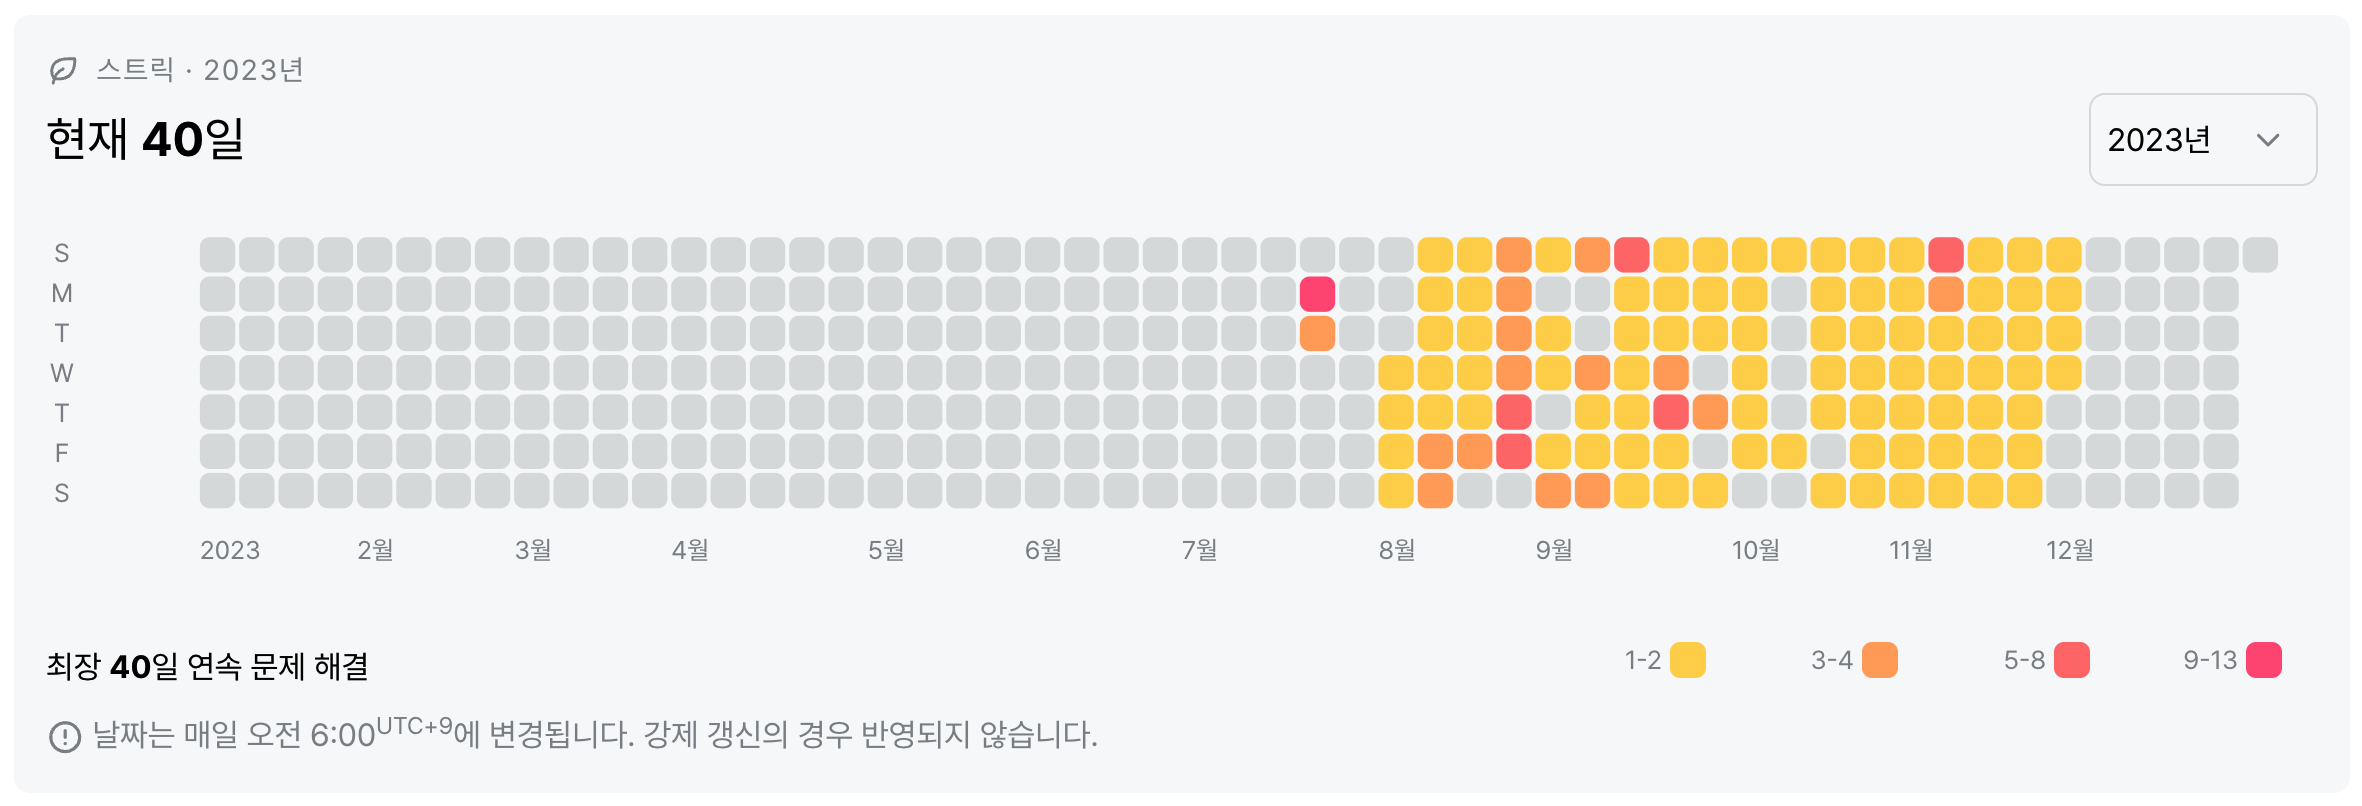 스트릭 · 2023년
현재 40일
2023년
S
M
T
W
T
F
S
2023 2월 3월 4월 5월 6월 7월 8월 9월 10월 11월 12월
최장 40일 연속 문제 해결
1-2 3-4 5-8 9-13
날짜는 매일 오전 6:00UTC+9에 변경됩니다. 강제 갱신의 경우 반영되지 않습니다.